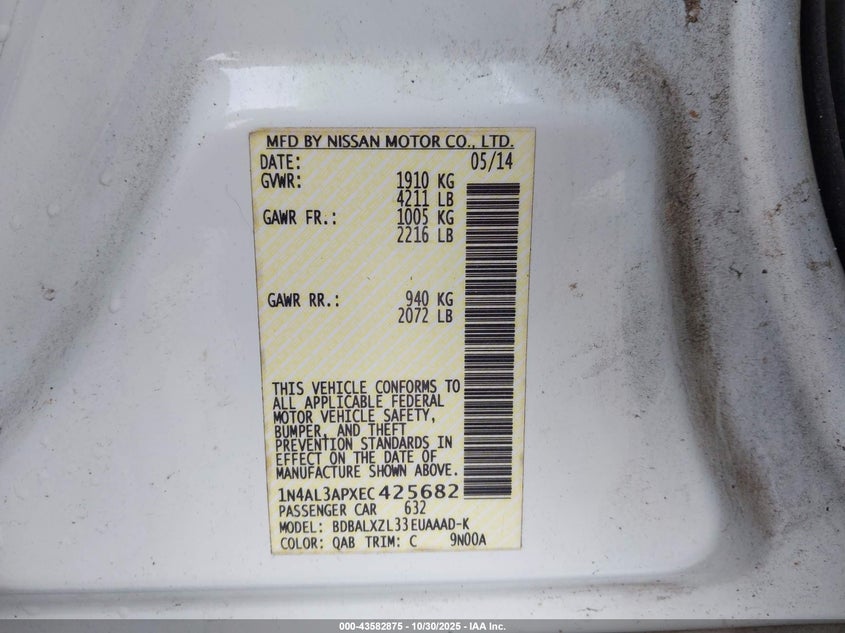 MFD BY NISSAN MOTOR CO., LTD.
DATE: 05/14
GVWR: 1910 KG
4211 LB
GAWR FR.: 1005 KG
2216 LB
GAWR RR.: 940 KG
2072 LB
THIS VEHICLE CONFORMS TO
ALL APPLICABLE FEDERAL
MOTOR VEHICLE SAFETY,
BUMPER, AND THEFT
PREVENTION STANDARDS IN
EFFECT ON THE DATE OF
MANUFACTURE SHOWN ABOVE.
1N4AL3APXEC425682
PASSENGER CAR 632
MODEL: BDBALXZL33EUAAAD-K
COLOR: QAB TRIM: C 9N00A
000-43582875 - 10/30/2025 - IAA Inc.